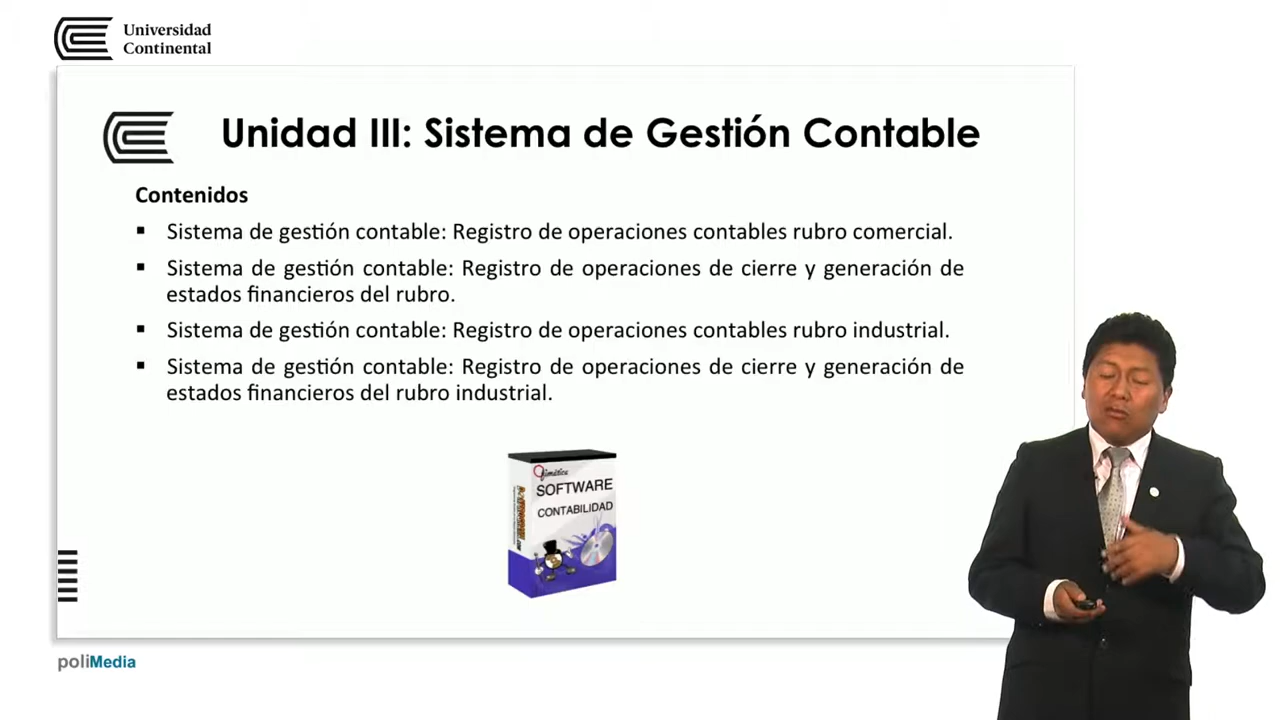 Universidad
Continental
Unidad III: Sistema de Gestión Contable
Contenidos
▪ Sistema de gestión contable: Registro de operaciones contables rubro comercial.
▪ Sistema de gestión contable: Registro de operaciones de cierre y generación de
estados financieros del rubro.
▪ Sistema de gestión contable: Registro de operaciones contables rubro industrial.
▪ Sistema de gestión contable: Registro de operaciones de cierre y generación de
estados financieros del rubro industrial.
Ofimática
SOFTWARE
CONTABILIDAD
poliMedia